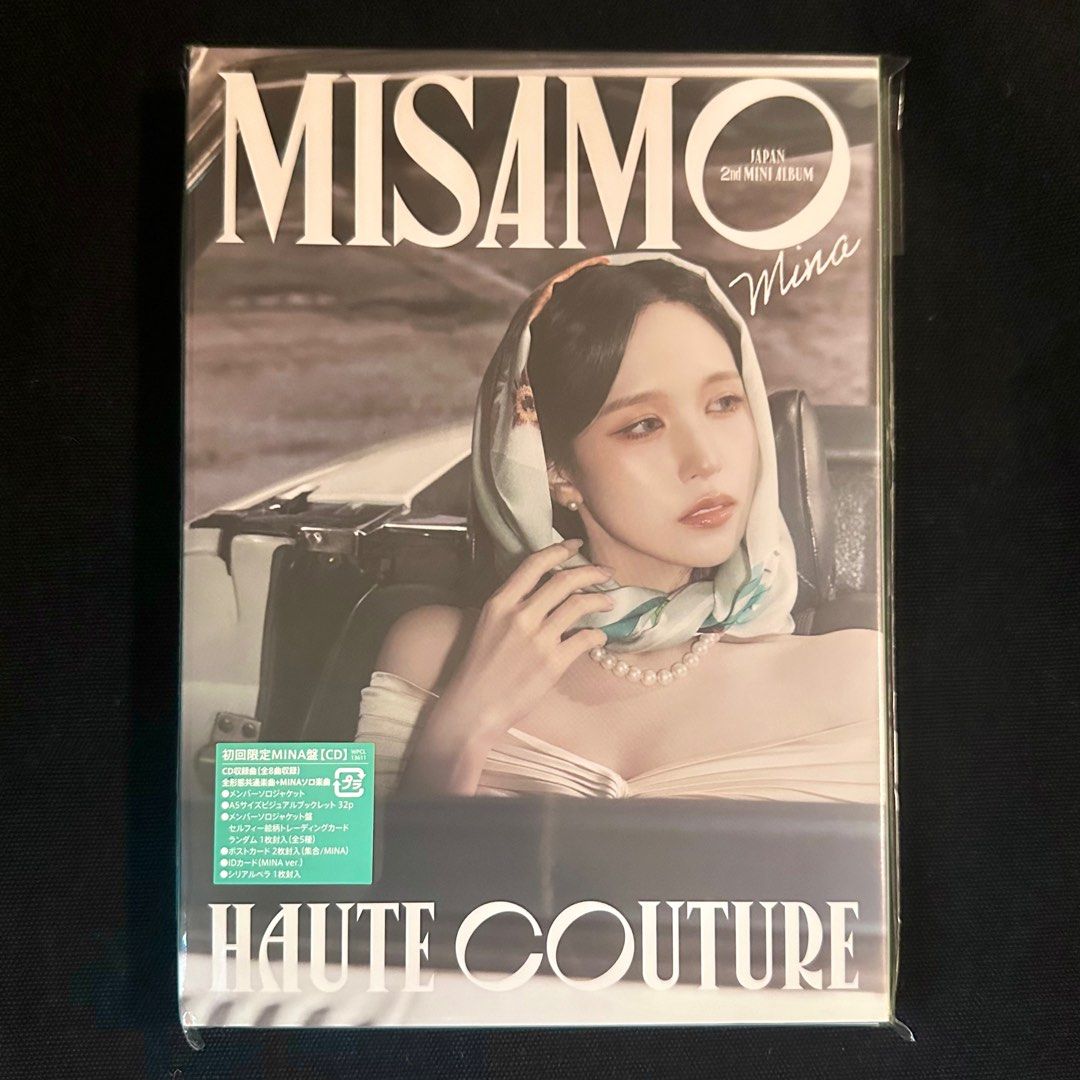 MISAMO
JAPAN
2nd MINI ALBUM
Mina
初回限定MINA盤【CD】 WPCL
13611
CD収録曲(全8曲収録)
全形態共通楽曲+MINAソロ楽曲
プラ
●メンバーソロジャケット
●A5サイズビジュアルブックレット 32p
●メンバーソロジャケット盤
セルフィー絵柄トレーディングカード
ランダム 1枚封入(全5種)
●ポストカード 2枚封入(集合/MINA)
●IDカード(MINA ver.)
●シリアルペラ 1枚封入
HAUTE COUTURE